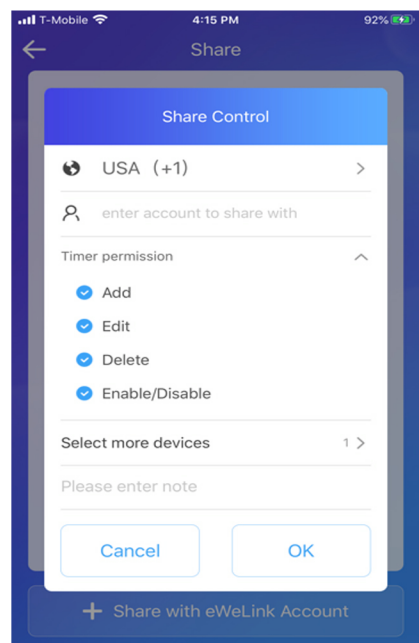 T-Mobile 4:15 PM 92%
Share
Share Control
USA (+1)
enter account to share with
Timer permission
Add
Edit
Delete
Enable/Disable
Select more devices 1
Please enter note
Cancel OK
+ Share with eWeLink Account